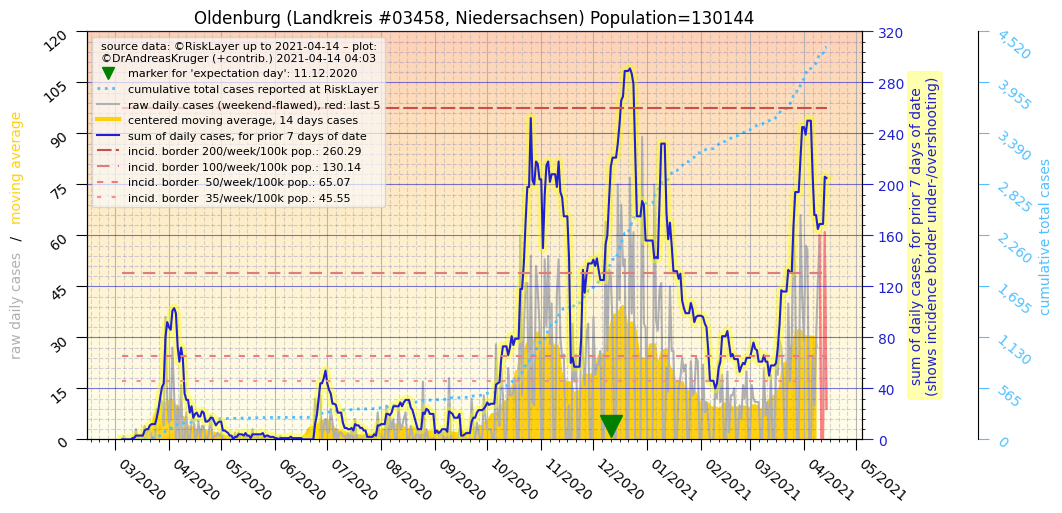 Oldenburg (Landkreis #03458, Niedersachsen) Population=130144
source data: ©RiskLayer up to 2021-04-14 – plot:
©DrAndreasKruger (+contrib.) 2021-04-14 04:03
marker for 'expectation day': 11.12.2020
cumulative total cases reported at RiskLayer
raw daily cases (weekend-flawed), red: last 5
centered moving average, 14 days cases
sum of daily cases, for prior 7 days of date
incid. border 200/week/100k pop.: 260.29
incid. border 100/week/100k pop.: 130.14
incid. border  50/week/100k pop.: 65.07
incid. border  35/week/100k pop.: 45.55
raw daily cases / moving average
120
105
90
75
60
45
30
15
0
03/2020
04/2020
05/2020
06/2020
07/2020
08/2020
09/2020
10/2020
11/2020
12/2020
01/2021
02/2021
03/2021
04/2021
05/2021
320
280
240
200
160
120
80
40
0
sum of daily cases, for prior 7 days of date
(shows incidence border under-/overshooting)
4,520
3,955
3,390
2,825
2,260
1,695
1,130
565
0
cumulative total cases